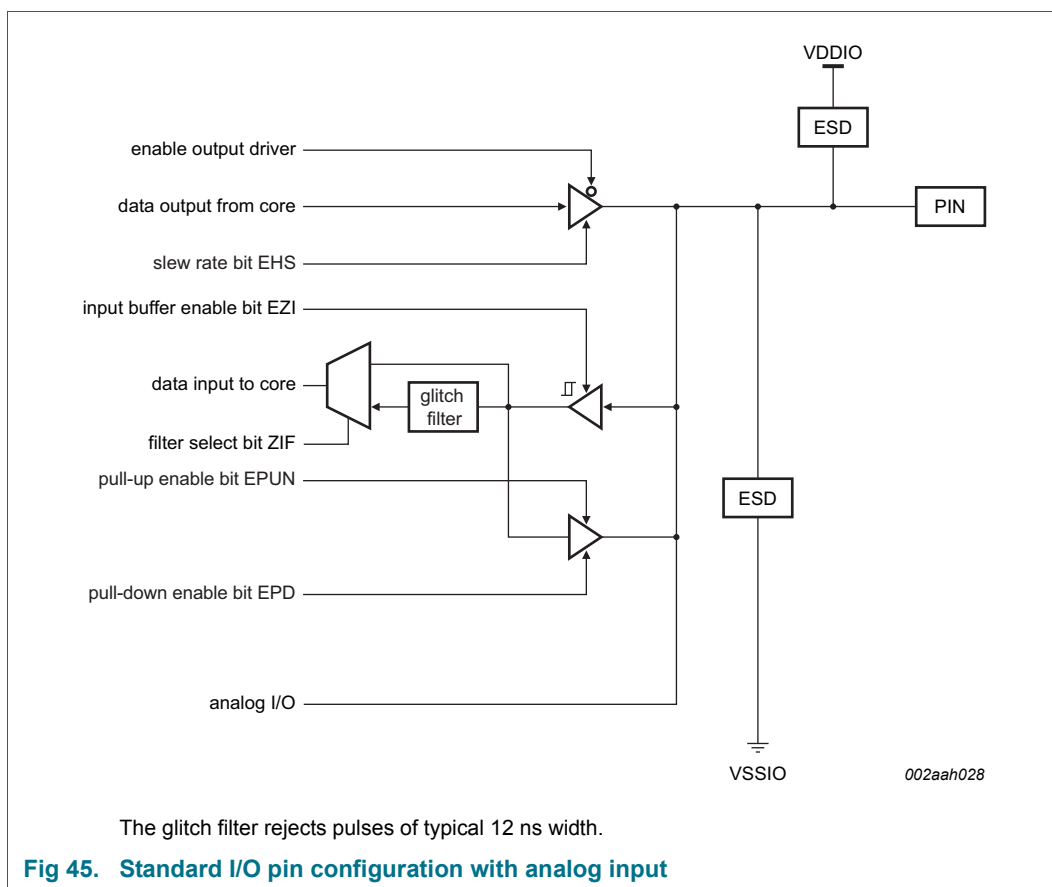 VDDIO
ESD
enable output driver
data output from core
PIN
slew rate bit EHS
input buffer enable bit EZI
data input to core
glitch
filter
filter select bit ZIF
pull-up enable bit EPUN
ESD
pull-down enable bit EPD
analog I/O
VSSIO
002aah028
The glitch filter rejects pulses of typical 12 ns width.
Fig 45. Standard I/O pin configuration with analog input